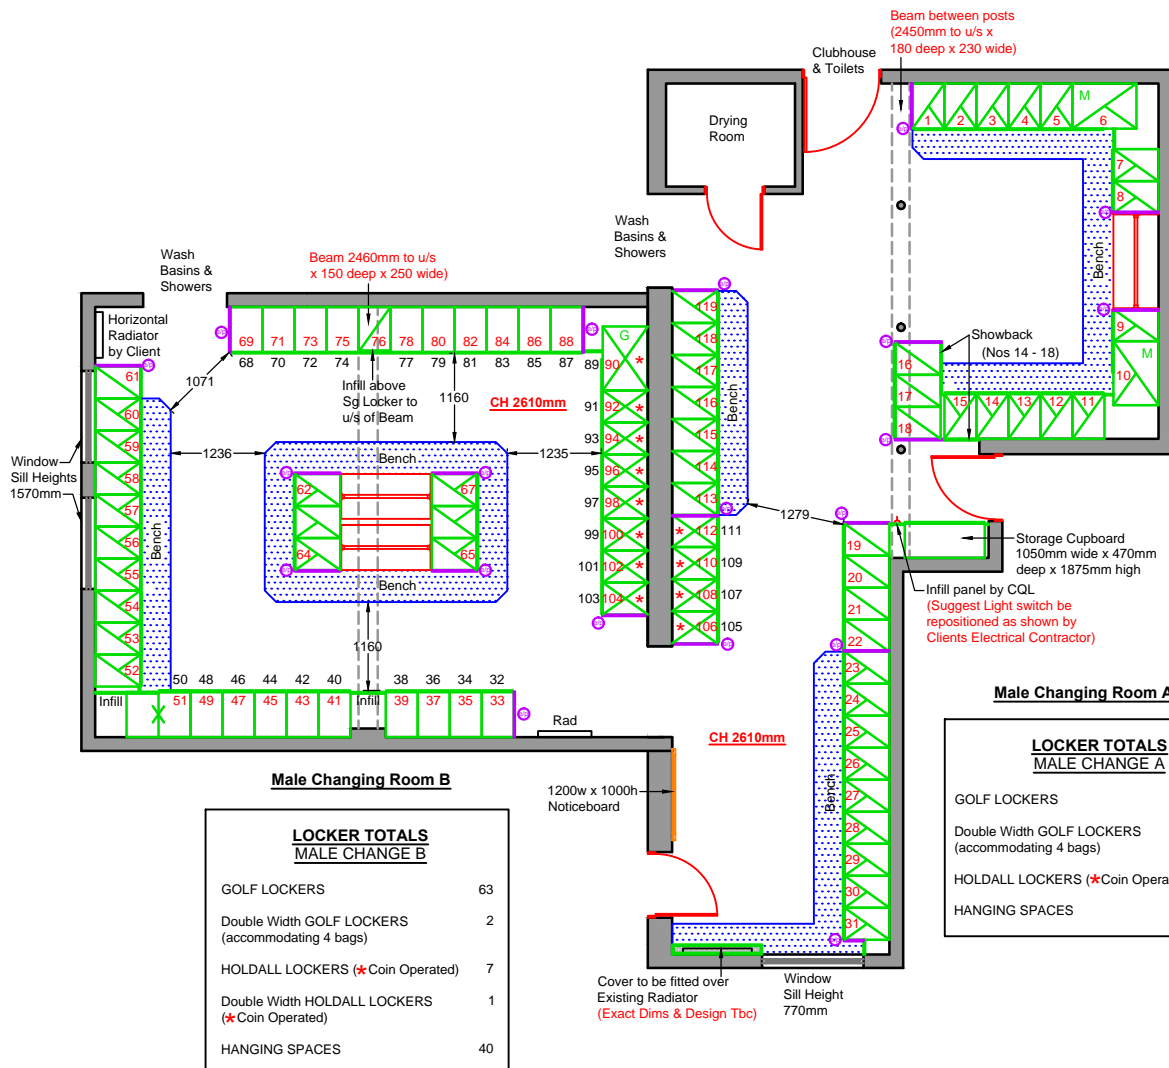 Beam between posts
(2450mm to u/s x
180 deep x 230 wide)
Clubhouse
& Toilets
Drying
Room
M
1 2 3 4 5 6
7
8
Bench
9
M
10
Showback
(Nos 14 - 18)
16
17
18
15 14 13 12 11
Wash
Basins &
Showers
Wash
Basins &
Showers
Beam 2460mm to u/s
x 150 deep x 250 wide)
Horizontal
Radiator
by Client
69 71 73 75 76 78 80 82 84 86 88
68 70 72 74 77 79 81 83 85 87 89
Infill above
Sg Locker to
u/s of Beam
1071
1160
CH 2610mm
G
90 *
91 92 *
93 94 *
95 96 *
97 98 *
99 100 *
101 102 *
103 104 *
119
118
117
116
115
114
113
Bench
* 112 111
* 110 109
* 108 107
* 106 105
61
60
59
58
57
56
55
54
53
52
Bench
Window
Sill Heights
1570mm
1236
1235
Bench
62 67
64 65
Bench
1160
1279
19
20
21
22
23
24
25
26
27
28
29
30
31
Bench
Storage Cupboard
1050mm wide x 470mm
deep x 1875mm high
Infill panel by CQL
(Suggest Light switch be
repositioned as shown by
Clients Electrical Contractor)
50 48 46 44 42 40 38 36 34 32
Infill 51 49 47 45 43 41 Infill 39 37 35 33
Rad
CH 2610mm
Male Changing Room B
1200w x 1000h
Noticeboard
Male Changing Room A
LOCKER TOTALS
MALE CHANGE B
GOLF LOCKERS 63
Double Width GOLF LOCKERS 2
(accommodating 4 bags)
HOLDALL LOCKERS (*Coin Operated) 7
Double Width HOLDALL LOCKERS 1
(*Coin Operated)
HANGING SPACES 40
LOCKER TOTALS
MALE CHANGE A
GOLF LOCKERS
Double Width GOLF LOCKERS
(accommodating 4 bags)
HOLDALL LOCKERS (*Coin Opera
HANGING SPACES
Cover to be fitted over
Existing Radiator
(Exact Dims & Design Tbc)
Window
Sill Height
770mm